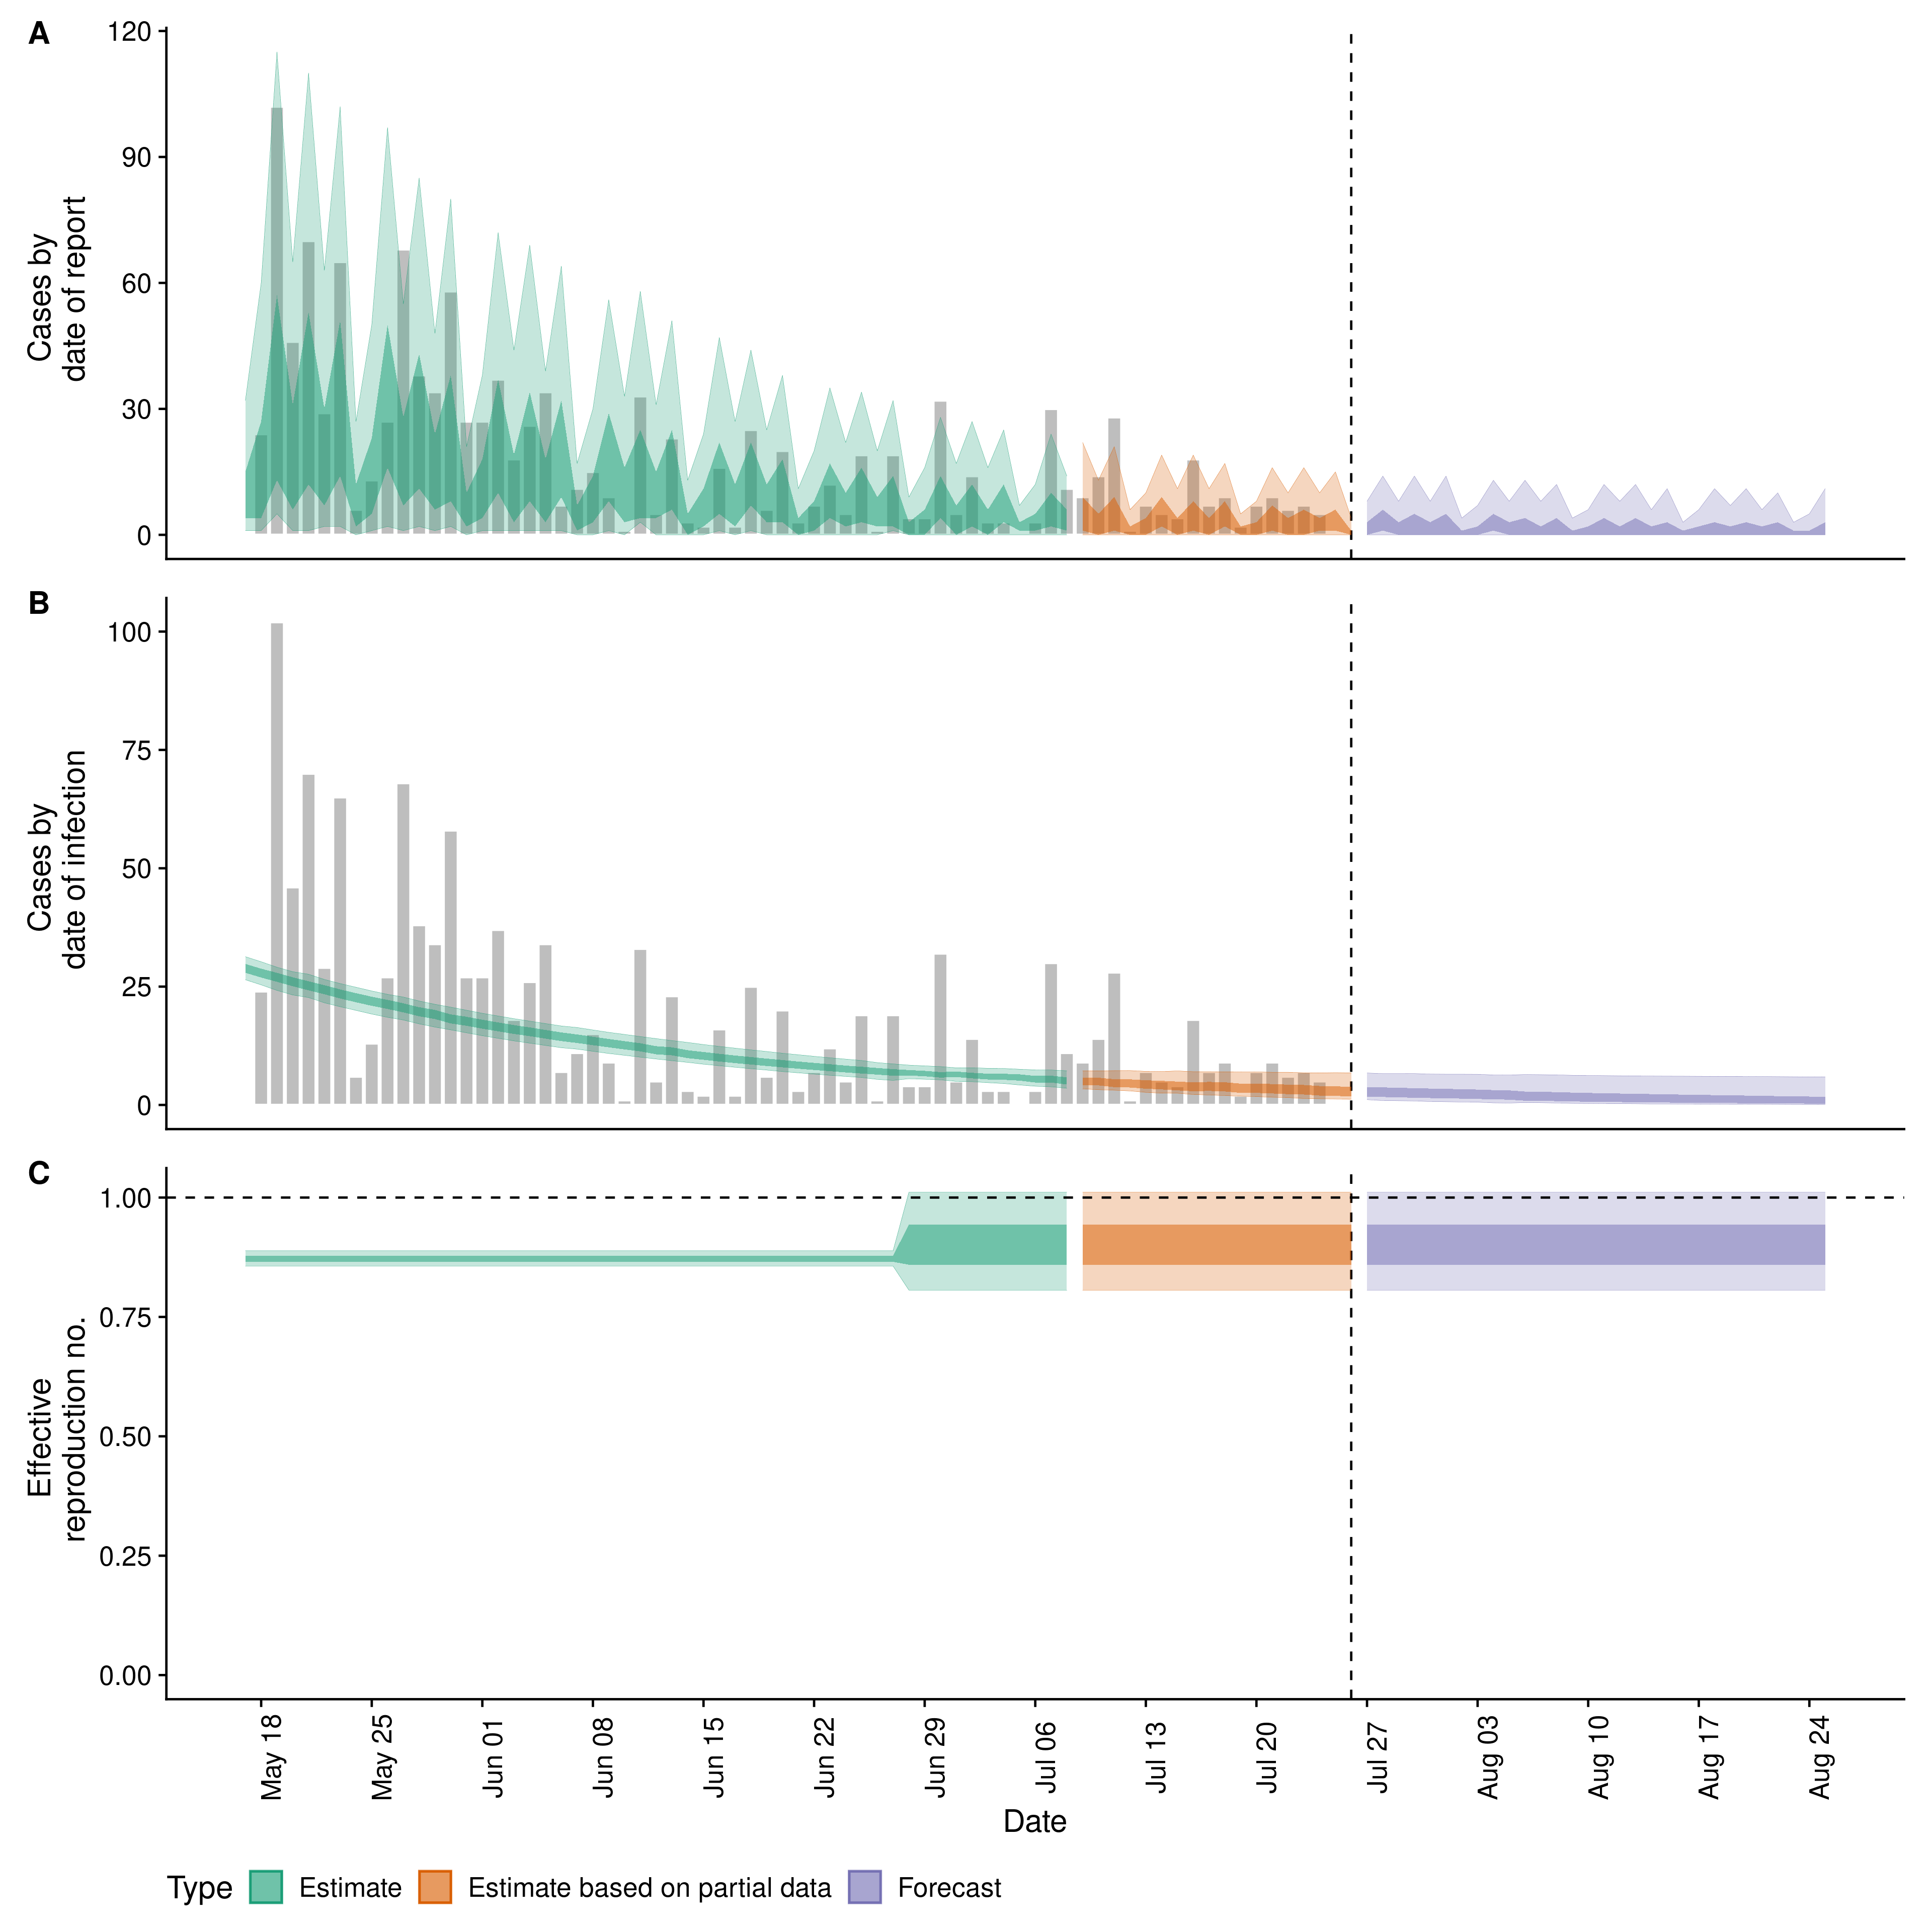 A
120
90
60
30
0
Cases by
date of report
B
100
75
50
25
0
Cases by
date of infection
C
1.00
0.75
0.50
0.25
0.00
Effective
reproduction no.
May 18
May 25
Jun 01
Jun 08
Jun 15
Jun 22
Jun 29
Jul 06
Jul 13
Jul 20
Jul 27
Aug 03
Aug 10
Aug 17
Aug 24
Date
Type Estimate Estimate based on partial data Forecast